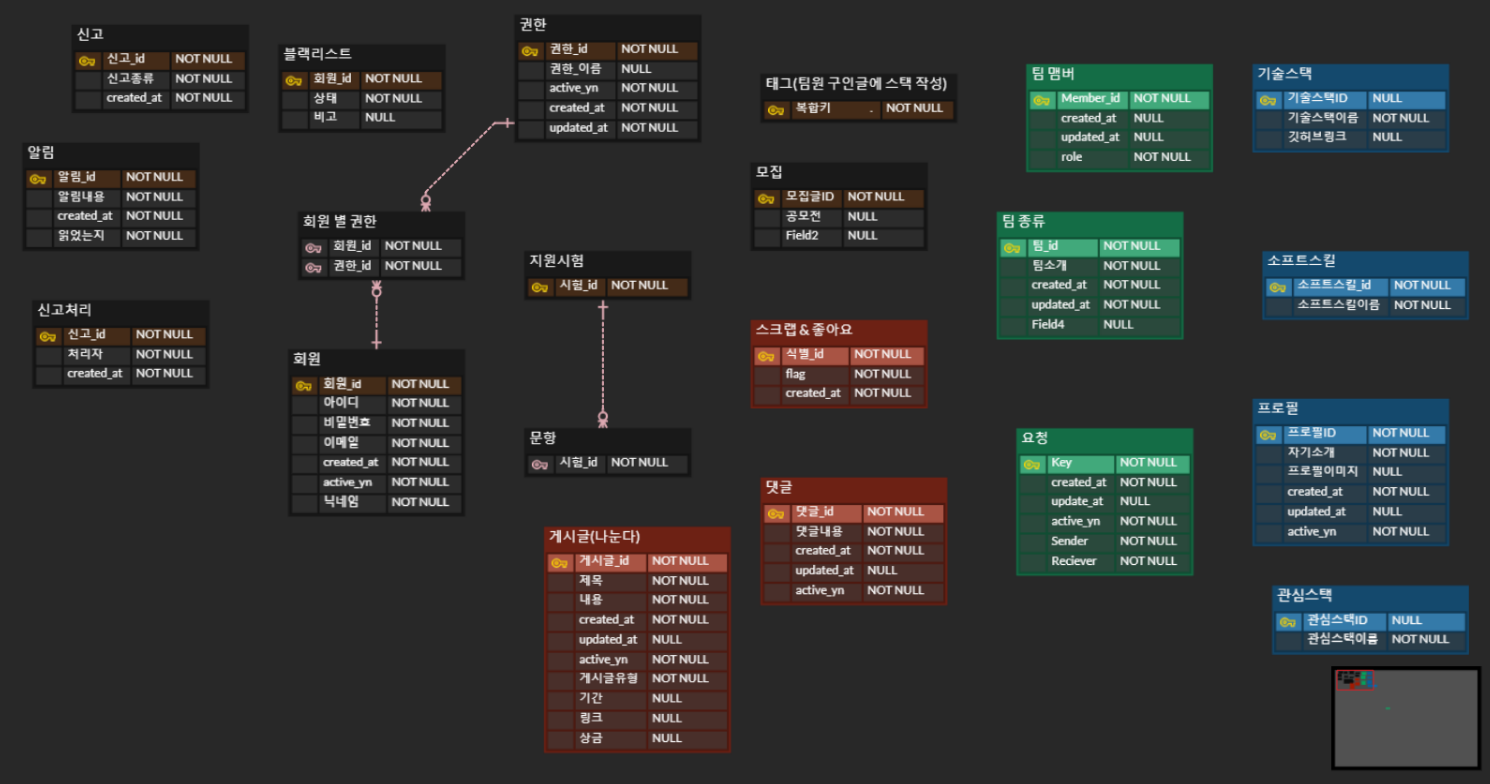 신고
신고_id NOT NULL
신고종류 NOT NULL
created_at NOT NULL
블랙리스트
회원_id NOT NULL
상태 NOT NULL
비고 NULL
권한
권한_id NOT NULL
권한_이름 NULL
active_yn NOT NULL
created_at NOT NULL
updated_at NOT NULL
태그(팀원 구인글에 스택 작성)
복합키 . NOT NULL
팀 맴버
Member_id NOT NULL
created_at NULL
updated_at NULL
role NOT NULL
기술스택
기술스택ID NULL
기술스택이름 NOT NULL
깃허브링크 NULL
알림
알림_id NOT NULL
알림내용 NOT NULL
created_at NOT NULL
읽었는지 NOT NULL
회원 별 권한
회원_id NOT NULL
권한_id NOT NULL
모집
모집글ID NOT NULL
공모전 NULL
Field2 NULL
팀 종류
팀_id NOT NULL
팀소개 NOT NULL
created_at NOT NULL
updated_at NOT NULL
Field4 NULL
지원시험
시험_id NOT NULL
소프트스킬
소프트스킬_id NOT NULL
소프트스킬이름 NOT NULL
신고처리
신고_id NOT NULL
처리자 NOT NULL
created_at NOT NULL
회원
회원_id NOT NULL
아이디 NOT NULL
비밀번호 NOT NULL
이메일 NOT NULL
created_at NOT NULL
active_yn NOT NULL
닉네임 NOT NULL
스크랩 & 좋아요
식별_id NOT NULL
flag NOT NULL
created_at NOT NULL
문항
시험_id NOT NULL
요청
Key NOT NULL
created_at NOT NULL
update_at NULL
active_yn NOT NULL
Sender NOT NULL
Reciever NOT NULL
프로필
프로필ID NOT NULL
자기소개 NOT NULL
프로필이미지 NULL
created_at NOT NULL
updated_at NULL
active_yn NOT NULL
댓글
댓글_id NOT NULL
댓글내용 NOT NULL
created_at NOT NULL
updated_at NULL
active_yn NOT NULL
게시글(나눈다)
게시글_id NOT NULL
제목 NOT NULL
내용 NOT NULL
created_at NOT NULL
updated_at NULL
active_yn NOT NULL
게시글유형 NOT NULL
기간 NULL
링크 NULL
상금 NULL
관심스택
관심스택ID NULL
관심스택이름 NOT NULL